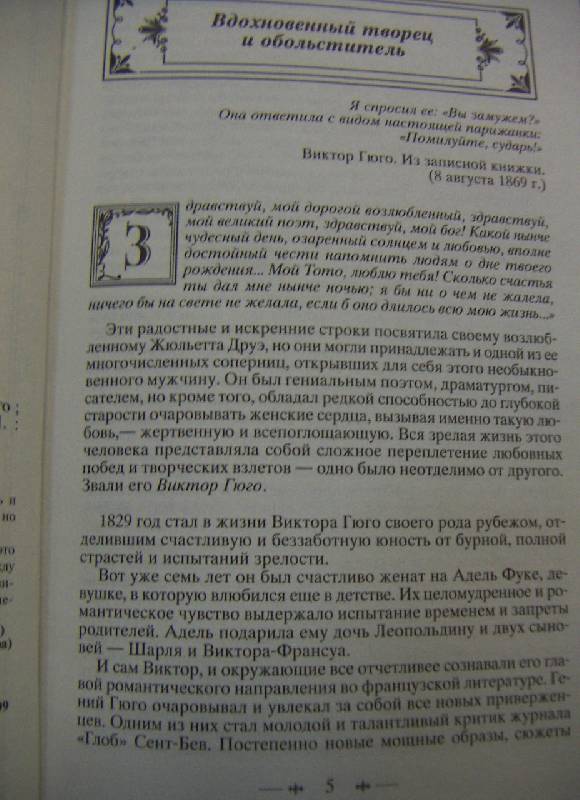 Вдохновенный творец
и обольститель
Я спросил ее: «Вы замужем?»
Она ответила с видом настоящей парижанки:
«Помилуйте, сударь!»
Виктор Гюго. Из записной книжки.
(8 августа 1869 г.)
Здравствуй, мой дорогой возлюбленный, здравствуй,
мой великий поэт, здравствуй, мой бог! Какой нынче
чудесный день, озаренный солнцем и любовью, вполне
достойный чести напомнить людям о дне твоего
рождения... Мой Тото, люблю тебя! Сколько счастья
ты дал мне нынче ночью; я бы ни о чем не жалела,
ничего бы на свете не желала, если б оно длилось всю мою жизнь...»
Эти радостные и искренние строки посвятила своему возлюб-
ленному Жюльетта Друэ, но они могли принадлежать и одной из ее
многочисленных соперниц, открывших для себя этого необыкно-
венного мужчину. Он был гениальным поэтом, драматургом, пи-
сателем, но кроме того, обладал редкой способностью до глубокой
старости очаровывать женские сердца, вызывая именно такую лю-
бовь,— жертвенную и всепоглощающую. Вся зрелая жизнь этого
человека представляла собой сложное переплетение любовных
побед и творческих взлетов — одно было неотделимо от другого.
Звали его Виктор Гюго.
1829 год стал в жизни Виктора Гюго своего рода рубежом, от-
делившим счастливую и беззаботную юность от бурной, полной
страстей и испытаний зрелости.
Вот уже семь лет он был счастливо женат на Адель Фуке, де-
вушке, в которую влюбился еще в детстве. Их целомудренное и ро-
мантическое чувство выдержало испытание временем и запреты
родителей. Адель подарила ему дочь Леопольдину и двух сыно-
вей — Шарля и Виктора-Франсуа.
И сам Виктор, и окружающие все отчетливее сознавали его гла-
вой романтического направления во французской литературе. Ге-
ний Гюго очаровывал и увлекал за собой все новых привержен-
цев. Одним из них стал молодой и талантливый критик журнала
«Глоб» Сент-Бев. Постепенно новые мощные образы, сюжеты
5